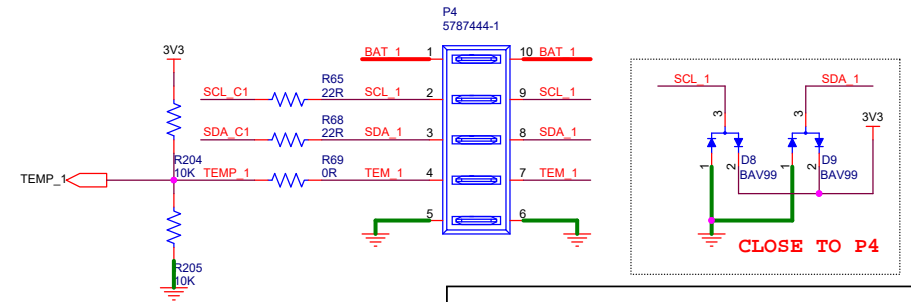 P4
5787444-1
3V3
BAT_1 1 10 BAT_1
SCL_C1 R65 22R SCL_1 2 9 SCL_1
SDA_C1 R68 22R SDA_1 3 8 SDA_1
TEMP_1 R204 10K TEMP_1 R69 0R TEM_1 4 7 TEM_1
5 6
R205
10K
SCL_1 SDA_1
3 3 3V3
1 2 D8 BAV99 1 2 D9 BAV99
CLOSE TO P4